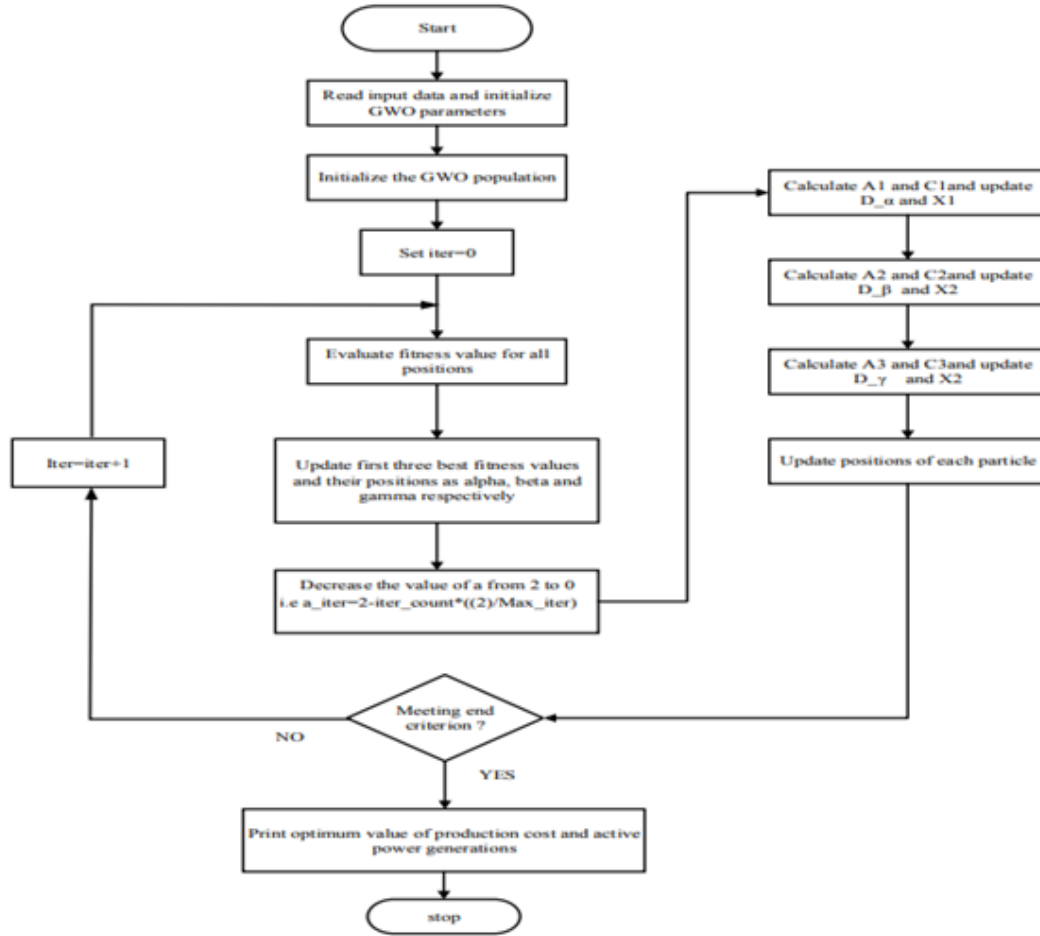 Start
Read input data and initialize
GWO parameters
Initialize the GWO population
Set iter=0
Evaluate fitness value for all
positions
Update first three best fitness values
and their positions as alpha, beta and
gamma respectively
Decrease the value of a from 2 to 0
i.e a_iter=2-iter_count*((2)/Max_iter)
Calculate A1 and C1and update
D_α and X1
Calculate A2 and C2and update
D_β and X2
Calculate A3 and C3and update
D_γ and X2
Update positions of each particle
Meeting end
criterion ?
NO
Iter=iter+1
YES
Print optimum value of production cost and active
power generations
stop